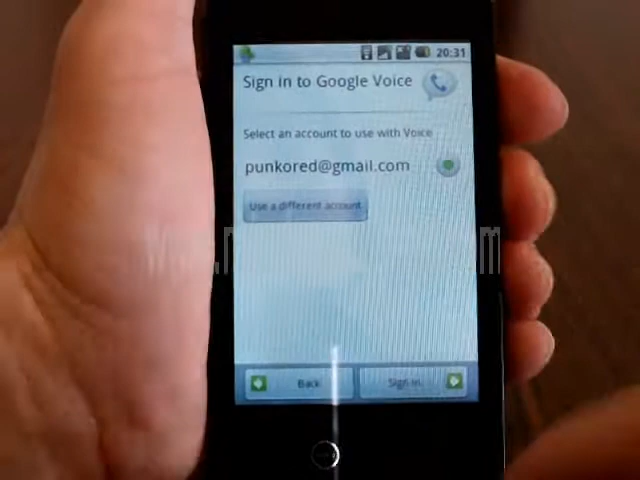 20:31
Sign in to Google Voice
Select an account to use with Voice
punkored@gmail.com
Use a different account
Back
Sign in